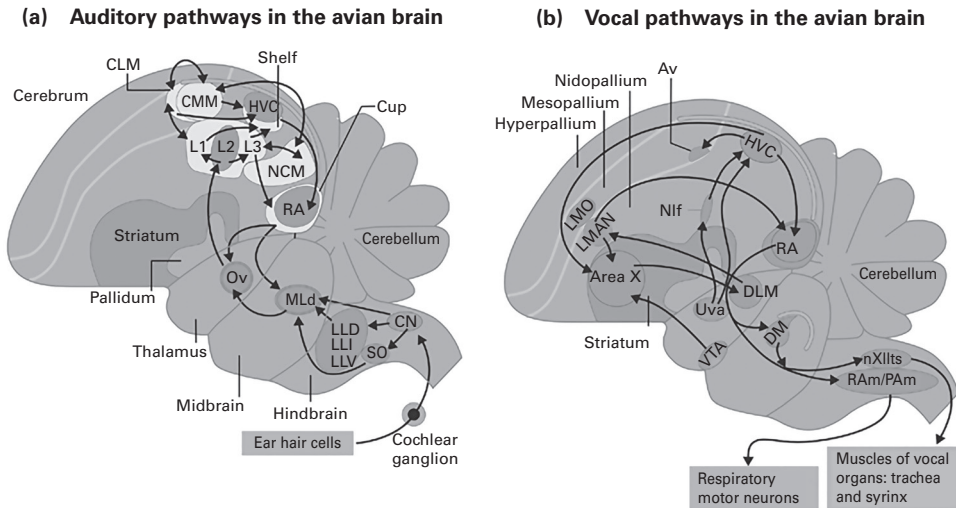 (a) Auditory pathways in the avian brain
CLM
Shelf
Cerebrum
CMM
HVC
Cup
L1
L2
L3
NCM
RA
Striatum
Cerebellum
Pallidum
Ov
MLd
CN
LLD
LLI
LLV
SO
Thalamus
Midbrain
Hindbrain
Ear hair cells
Cochlear
ganglion
(b) Vocal pathways in the avian brain
Av
Nidopallium
Mesopallium
Hyperpallium
HVC
NIf
LMO
LMAN
RA
Area X
DLM
Cerebellum
Uva
Striatum
DM
VTA
nXIIts
RAm/PAm
Respiratory
motor neurons
Muscles of vocal
organs: trachea
and syrinx